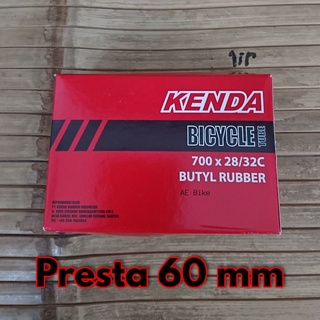 KENDA
BICYCLE TUBE
700 x 28/32C
BUTYL RUBBER
AE-Bike
Presta 60 mm